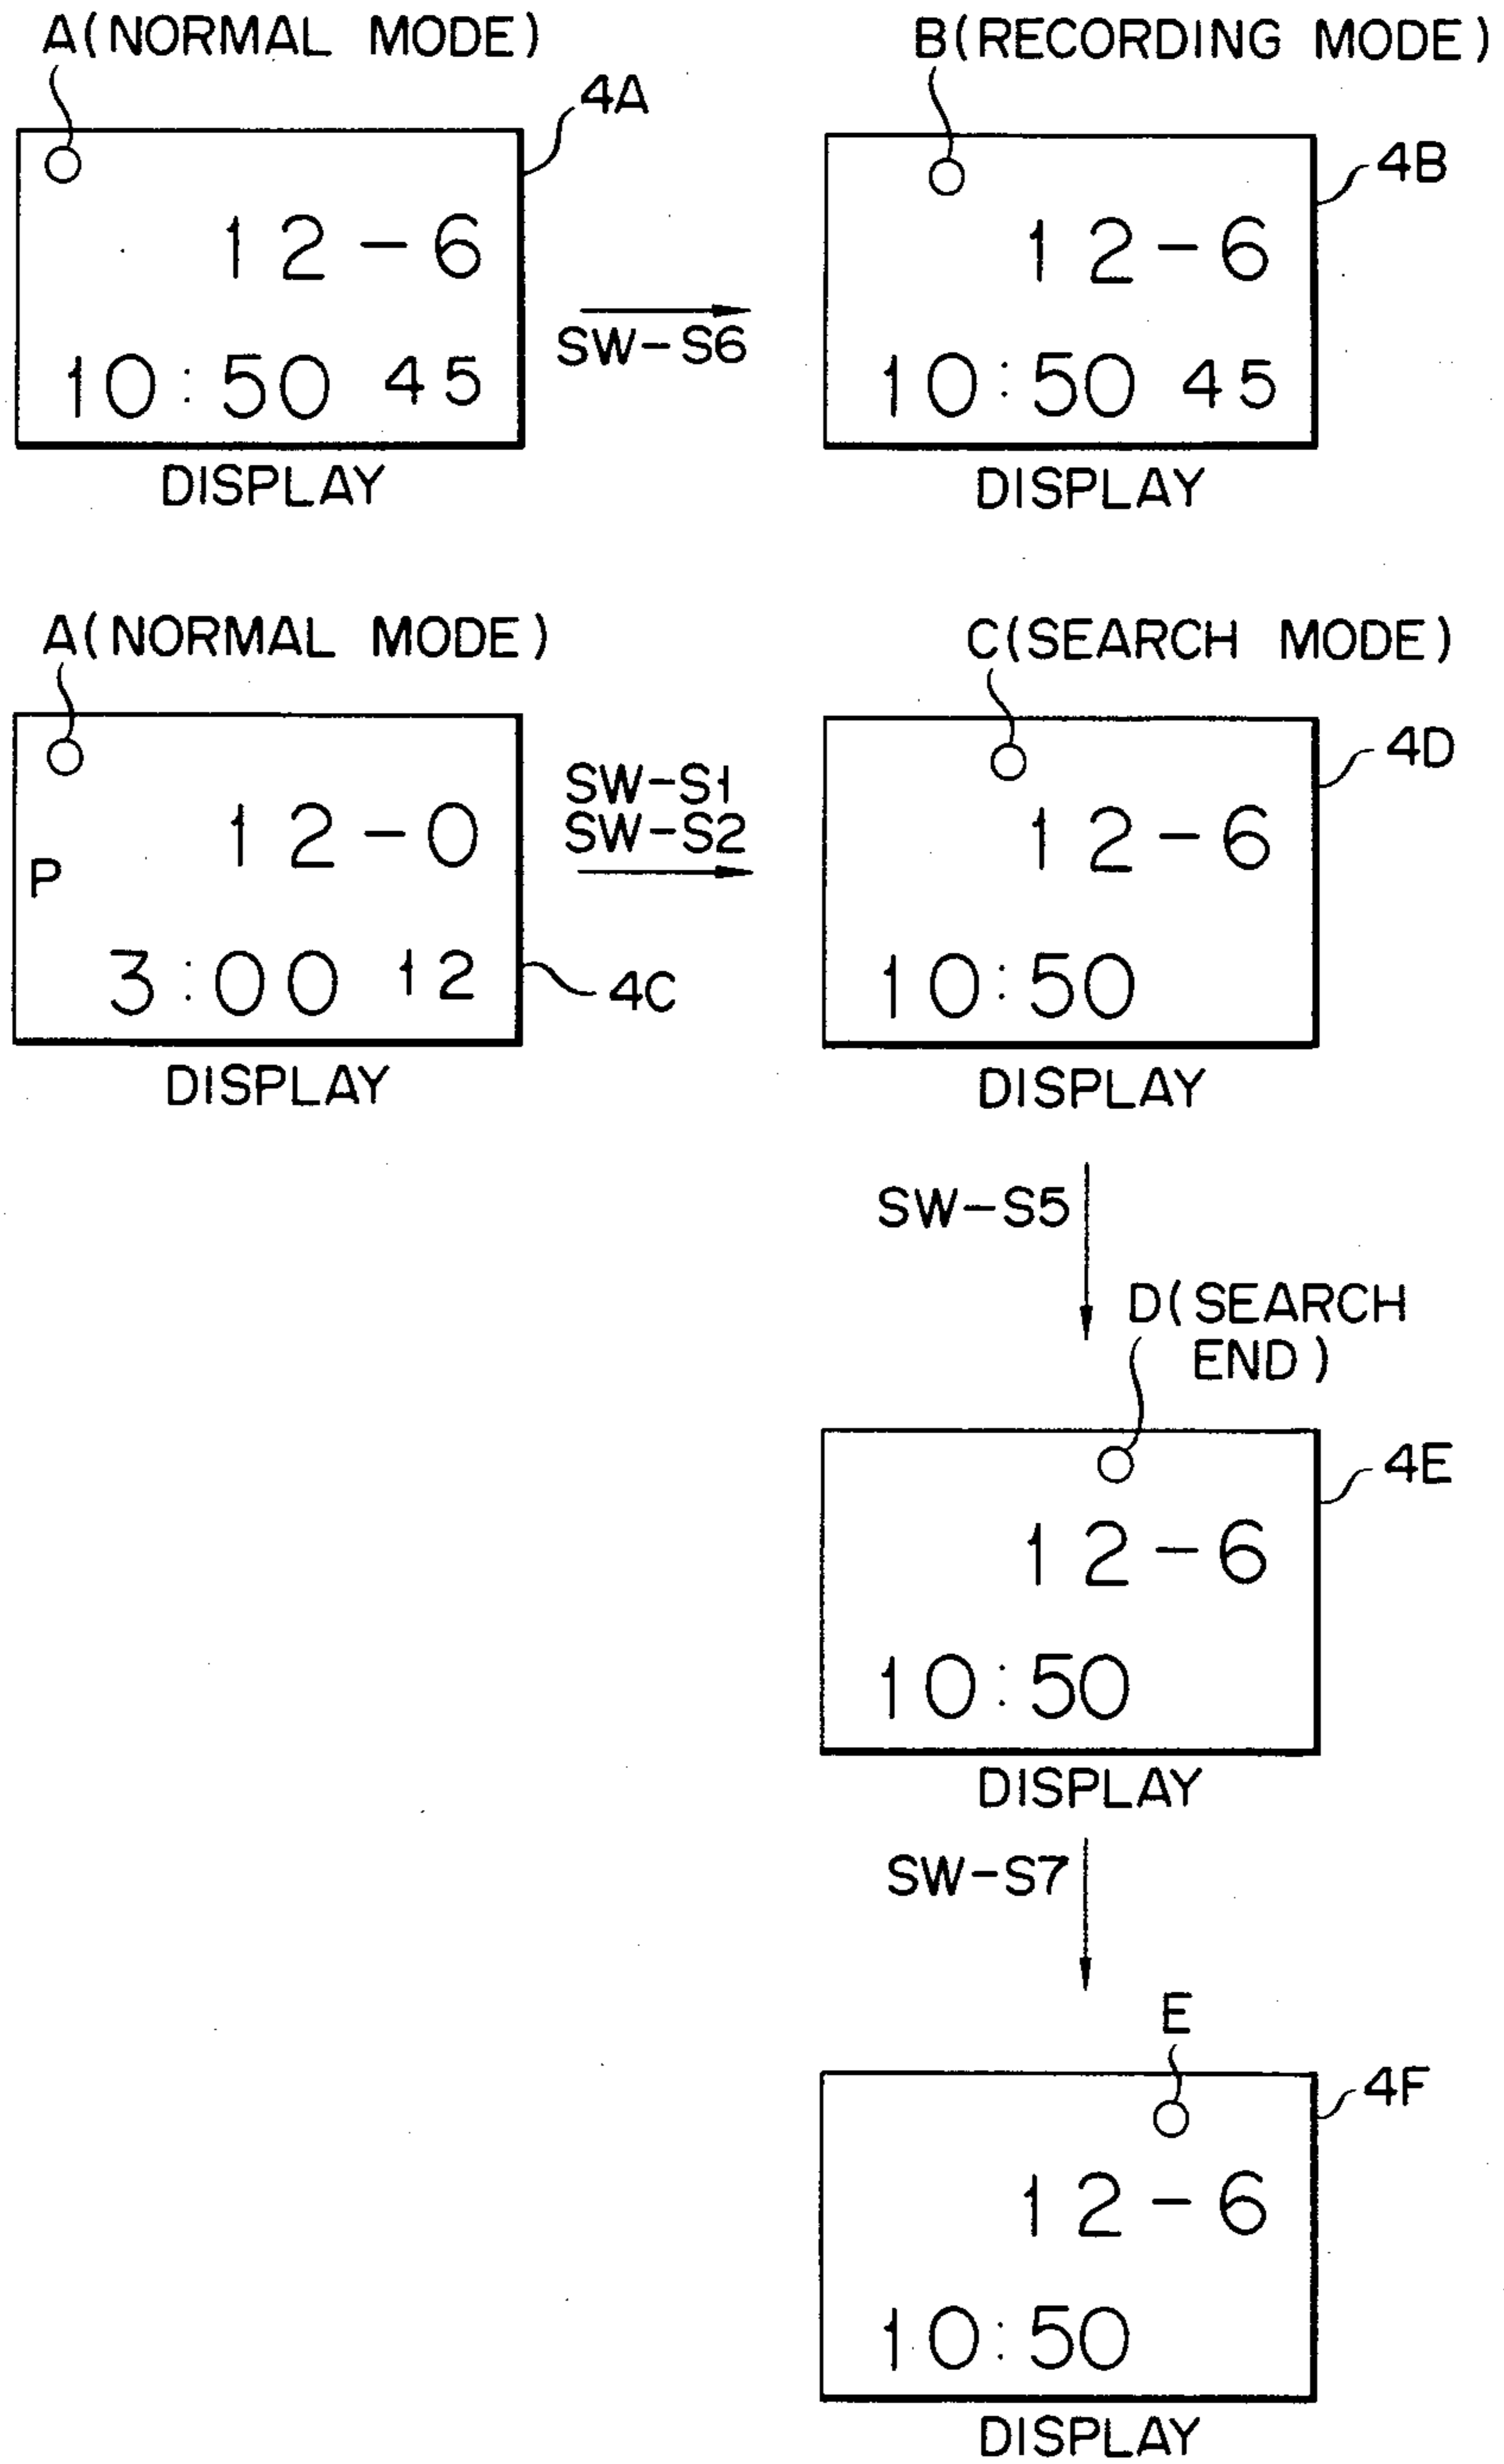 A(NORMAL MODE)
4A
12-6
10:50 45
DISPLAY
SW-S6
B(RECORDING MODE)
4B
12-6
10:50 45
DISPLAY
A(NORMAL MODE)
12-0
P
3:00 12
4C
DISPLAY
SW-S1
SW-S2
C(SEARCH MODE)
4D
12-6
10:50
DISPLAY
SW-S5
D(SEARCH
END)
4E
12-6
10:50
DISPLAY
SW-S7
E
4F
12-6
10:50
DISPLAY